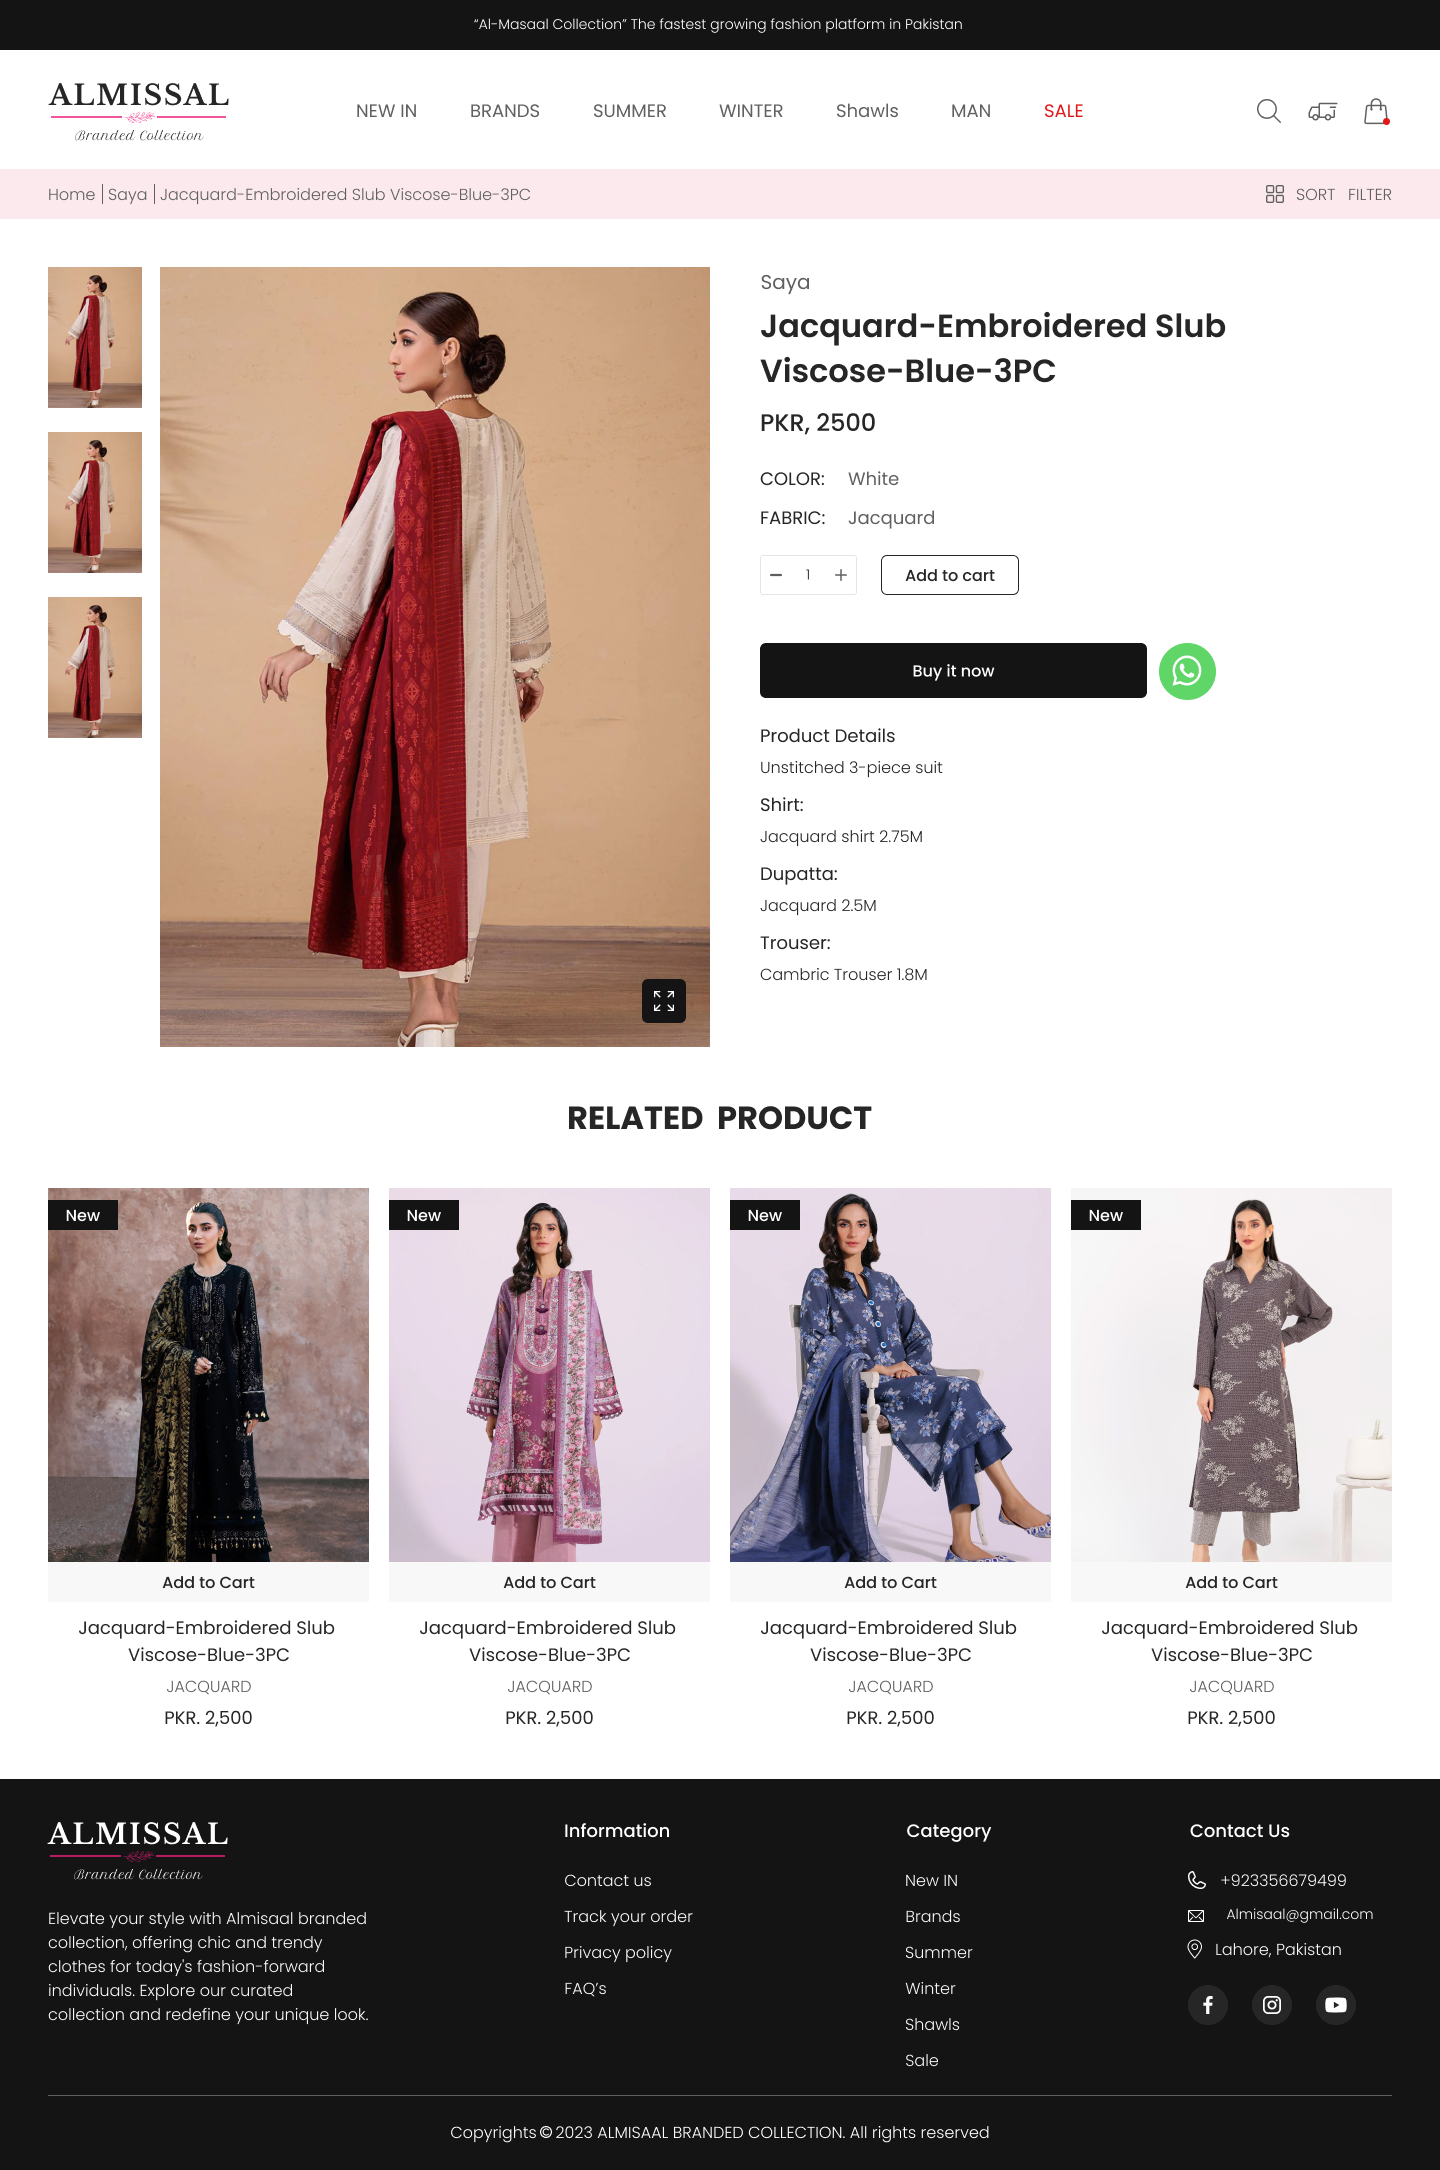 “Al-Masaal Collection” The fastest growing fashion platform in Pakistan
ALMISSAL
Branded Collection
NEW IN BRANDS SUMMER WINTER Shawls MAN SALE
Home | Saya | Jacquard-Embroidered Slub Viscose-Blue-3PC SORT FILTER
Saya
Jacquard-Embroidered Slub
Viscose-Blue-3PC
PKR, 2500
COLOR: White
FABRIC: Jacquard
1 Add to cart
Buy it now
Product Details
Unstitched 3-piece suit
Shirt:
Jacquard shirt 2.75M
Dupatta:
Jacquard 2.5M
Trouser:
Cambric Trouser 1.8M
RELATED PRODUCT
New New New New
Add to Cart Add to Cart Add to Cart Add to Cart
Jacquard-Embroidered Slub Jacquard-Embroidered Slub Jacquard-Embroidered Slub Jacquard-Embroidered Slub
Viscose-Blue-3PC Viscose-Blue-3PC Viscose-Blue-3PC Viscose-Blue-3PC
JACQUARD JACQUARD JACQUARD JACQUARD
PKR. 2,500 PKR. 2,500 PKR. 2,500 PKR. 2,500
ALMISSAL
Branded Collection
Elevate your style with Almisaal branded
collection, offering chic and trendy
clothes for today's fashion-forward
individuals. Explore our curated
collection and redefine your unique look.
Information
Contact us
Track your order
Privacy policy
FAQ’s
Category
New IN
Brands
Summer
Winter
Shawls
Sale
Contact Us
+923356679499
Almisaal@gmail.com
Lahore, Pakistan
Copyrights © 2023 ALMISAAL BRANDED COLLECTION. All rights reserved